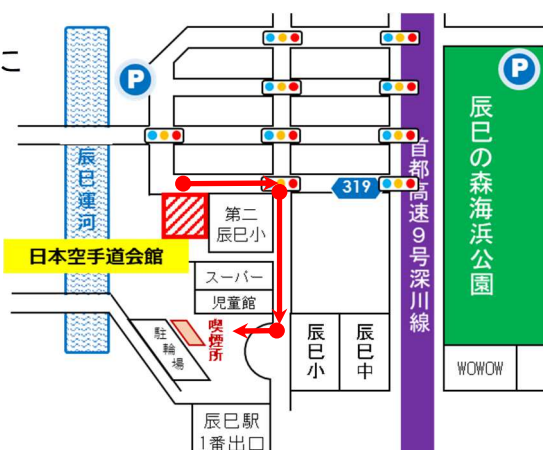 に
P
P
辰巳の森海浜公園
辰巳運河
首都高速9号深川線
319
第二
辰巳小
日本空手道会館
スーパー
児童館
喫煙所
駐輪場
辰巳小
辰巳中
WOWOW
辰巳駅
1番出口